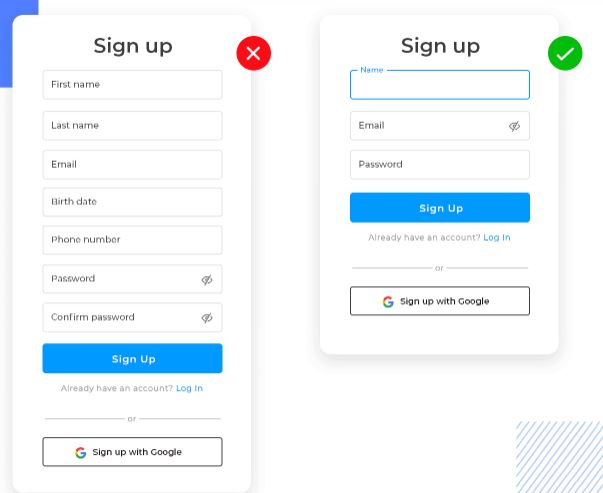 Sign up
First name
Last name
Email
Birth date
Phone number
Password
Confirm password
Sign Up
Already have an account? Log In
or
Sign up with Google
Sign up
Name
Email
Password
Sign Up
Already have an account? Log In
or
Sign up with Google